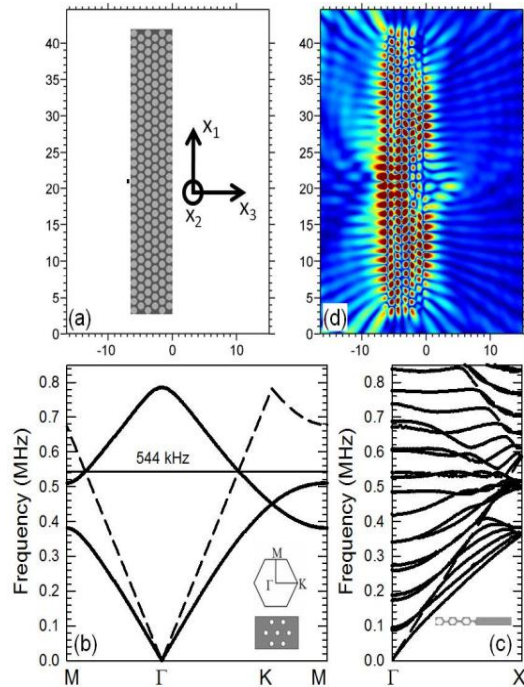 40
35
30
25
20
15
10
5
0
X₁
X₂
X₃
(a)
-10 0 10
40
35
30
25
20
15
10
5
0
(d)
-10 0 10
Frequency (MHz)
0.8
0.7
0.6
0.5
0.4
0.3
0.2
0.1
0.0
544 kHz
M
Γ
K
(b)
M Γ K M
Frequency (MHz)
0.8
0.7
0.6
0.5
0.4
0.3
0.2
0.1
0.0
(c)
Γ X